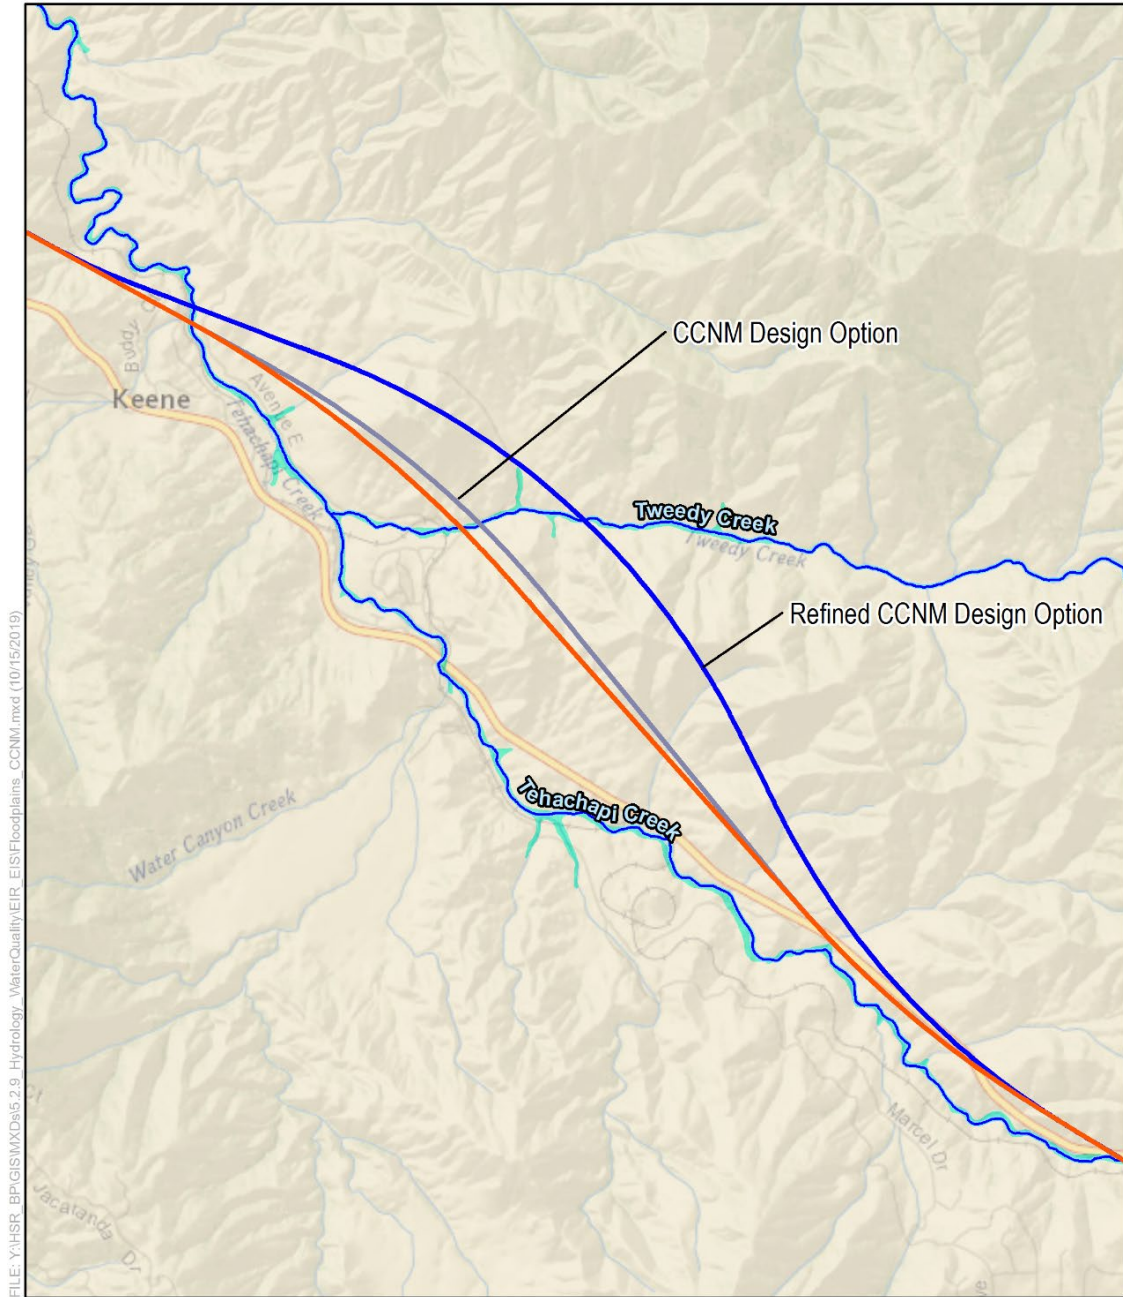 CCNM Design Option
Buddy
Keene
Avenue E
Tehachapi Creek
Tweedy Creek
Tweedy Creek
Refined CCNM Design Option
Tehachapi Creek
Water Canyon Creek
Marcel Dr
Jacatanda Dr
FILE: Y:\HSR_BP\GIS\MXDs\5.2.9_Hydrology_WaterQuality\EIR_EIS\Floodplains_CCNM.mxd (10/15/2019)